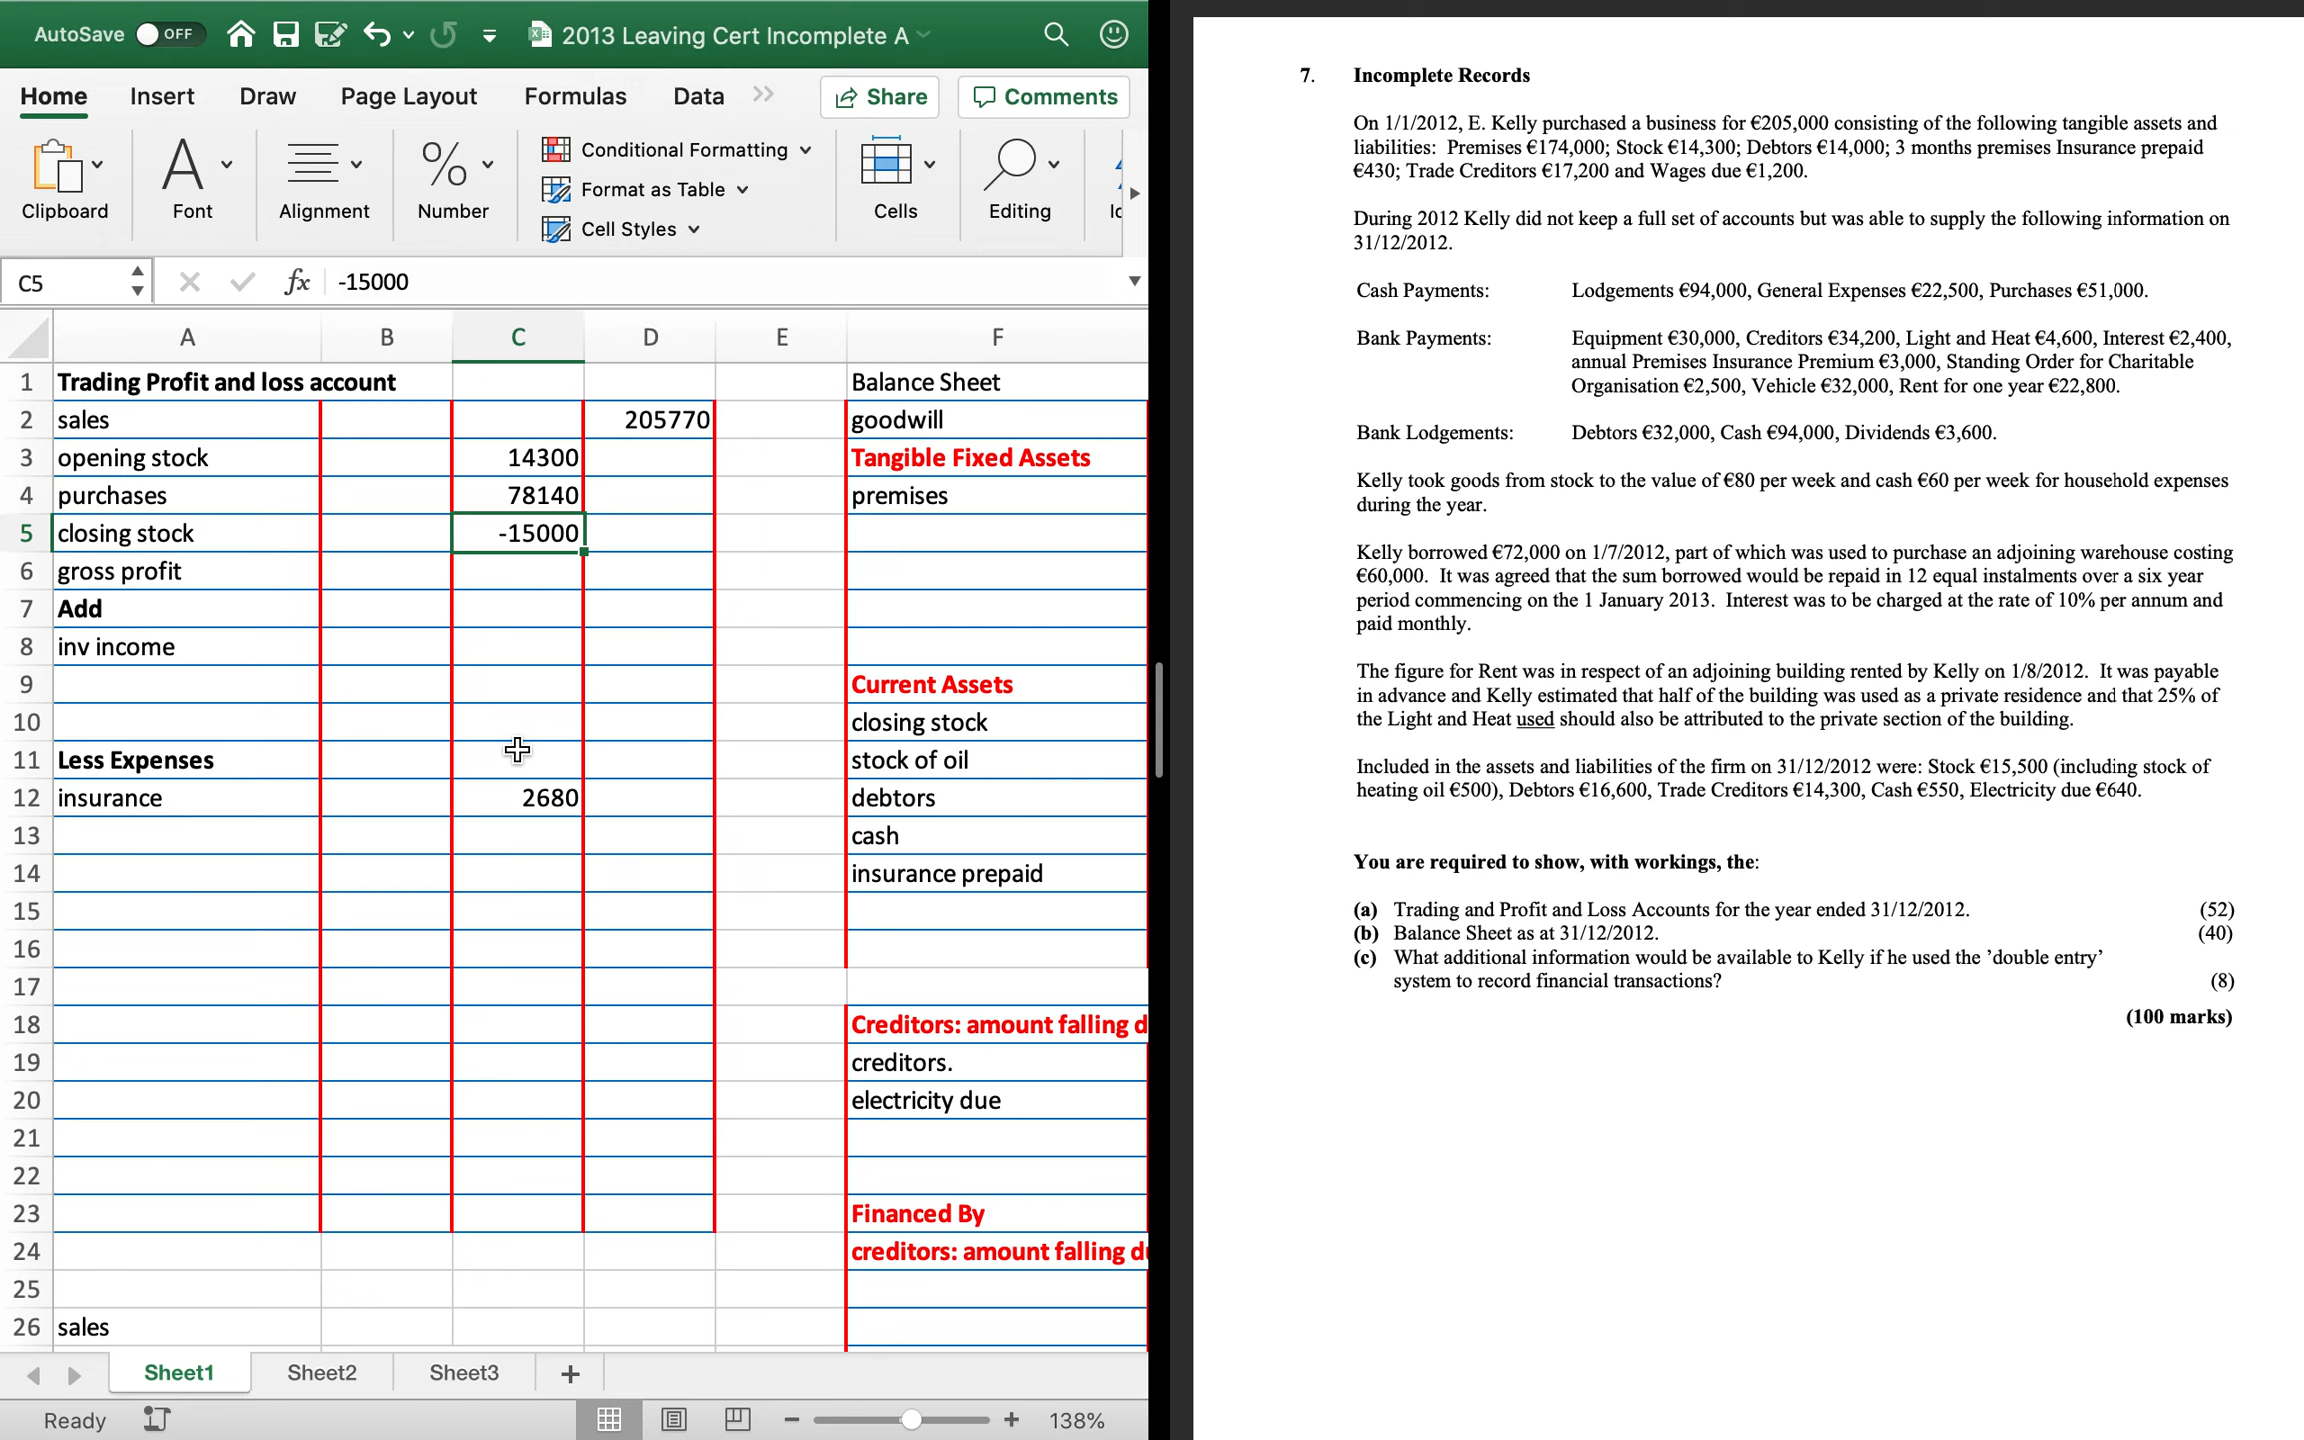 AutoSave OFF 2013 Leaving Cert Incomplete A
Home Insert Draw Page Layout Formulas Data Share Comments
Clipboard Font Alignment Number
Conditional Formatting
Format as Table
Cell Styles
Cells Editing
C5 fx -15000
A B C D E F
1 Trading Profit and loss account Balance Sheet
2 sales 205770 goodwill
3 opening stock 14300 Tangible Fixed Assets
4 purchases 78140 premises
5 closing stock -15000
6 gross profit
7 Add
8 inv income
9 Current Assets
10 closing stock
11 Less Expenses stock of oil
12 insurance 2680 debtors
13 cash
14 insurance prepaid
15
16
17
18 Creditors: amount falling d
19 creditors.
20 electricity due
21
22
23 Financed By
24 creditors: amount falling d
25
26 sales
Sheet1 Sheet2 Sheet3 +
Ready 138%
7. Incomplete Records
On 1/1/2012, E. Kelly purchased a business for €205,000 consisting of the following tangible assets and
liabilities: Premises €174,000; Stock €14,300; Debtors €14,000; 3 months premises Insurance prepaid
€430; Trade Creditors €17,200 and Wages due €1,200.
During 2012 Kelly did not keep a full set of accounts but was able to supply the following information on
31/12/2012.
Cash Payments: Lodgements €94,000, General Expenses €22,500, Purchases €51,000.
Bank Payments: Equipment €30,000, Creditors €34,200, Light and Heat €4,600, Interest €2,400,
annual Premises Insurance Premium €3,000, Standing Order for Charitable
Organisation €2,500, Vehicle €32,000, Rent for one year €22,800.
Bank Lodgements: Debtors €32,000, Cash €94,000, Dividends €3,600.
Kelly took goods from stock to the value of €80 per week and cash €60 per week for household expenses
during the year.
Kelly borrowed €72,000 on 1/7/2012, part of which was used to purchase an adjoining warehouse costing
€60,000. It was agreed that the sum borrowed would be repaid in 12 equal instalments over a six year
period commencing on the 1 January 2013. Interest was to be charged at the rate of 10% per annum and
paid monthly.
The figure for Rent was in respect of an adjoining building rented by Kelly on 1/8/2012. It was payable
in advance and Kelly estimated that half of the building was used as a private residence and that 25% of
the Light and Heat used should also be attributed to the private section of the building.
Included in the assets and liabilities of the firm on 31/12/2012 were: Stock €15,500 (including stock of
heating oil €500), Debtors €16,600, Trade Creditors €14,300, Cash €550, Electricity due €640.
You are required to show, with workings, the:
(a) Trading and Profit and Loss Accounts for the year ended 31/12/2012. (52)
(b) Balance Sheet as at 31/12/2012. (40)
(c) What additional information would be available to Kelly if he used the ’double entry’
system to record financial transactions? (8)
(100 marks)